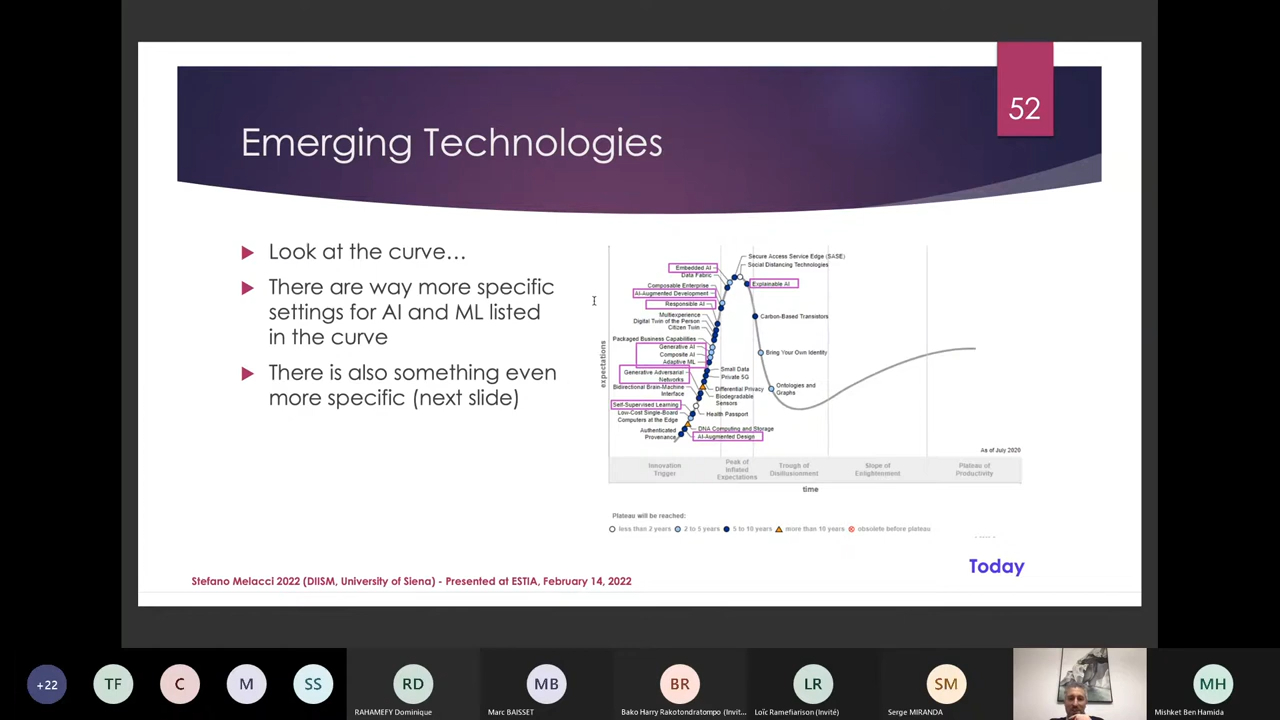 52
Emerging Technologies
Look at the curve…
There are way more specific
settings for AI and ML listed
in the curve
There is also something even
more specific (next slide)
expectations
Secure Access Service Edge (SASE)
Social Distancing Technologies
Embedded AI
Data Fabric
Explainable AI
Composable Enterprise
AI-Augmented Development
Responsible AI
Multiexperience
Carbon-Based Transistors
Digital Twin of the Person
Citizen Twin
Packaged Business Capabilities
Generative AI
Composite AI
Adaptive ML
Bring Your Own Identity
Generative Adversarial
Networks
Small Data
Private 5G
Bidirectional Brain-Machine
Interface
Differential Privacy
Biodegradable
Sensors
Ontologies and
Graphs
Self-Supervised Learning
Low-Cost Single-Board
Computers at the Edge
Health Passport
Authenticated
Provenance
DNA Computing and Storage
AI-Augmented Design
As of July 2020
Innovation
Trigger
Peak of
Inflated
Expectations
Trough of
Disillusionment
Slope of
Enlightenment
Plateau of
Productivity
time
Plateau will be reached:
less than 2 years
2 to 5 years
5 to 10 years
more than 10 years
obsolete before plateau
Today
Stefano Melacci 2022 (DIISM, University of Siena) - Presented at ESTIA, February 14, 2022
+22
TF
C
M
SS
RD
MB
BR
LR
SM
MH
RAHAMEFY Dominique
Marc BAISSET
Bako Harry Rakotondratompo (Invit...
Loïc Ramefiarison (Invité)
Serge MIRANDA
Mishket Ben Hamida